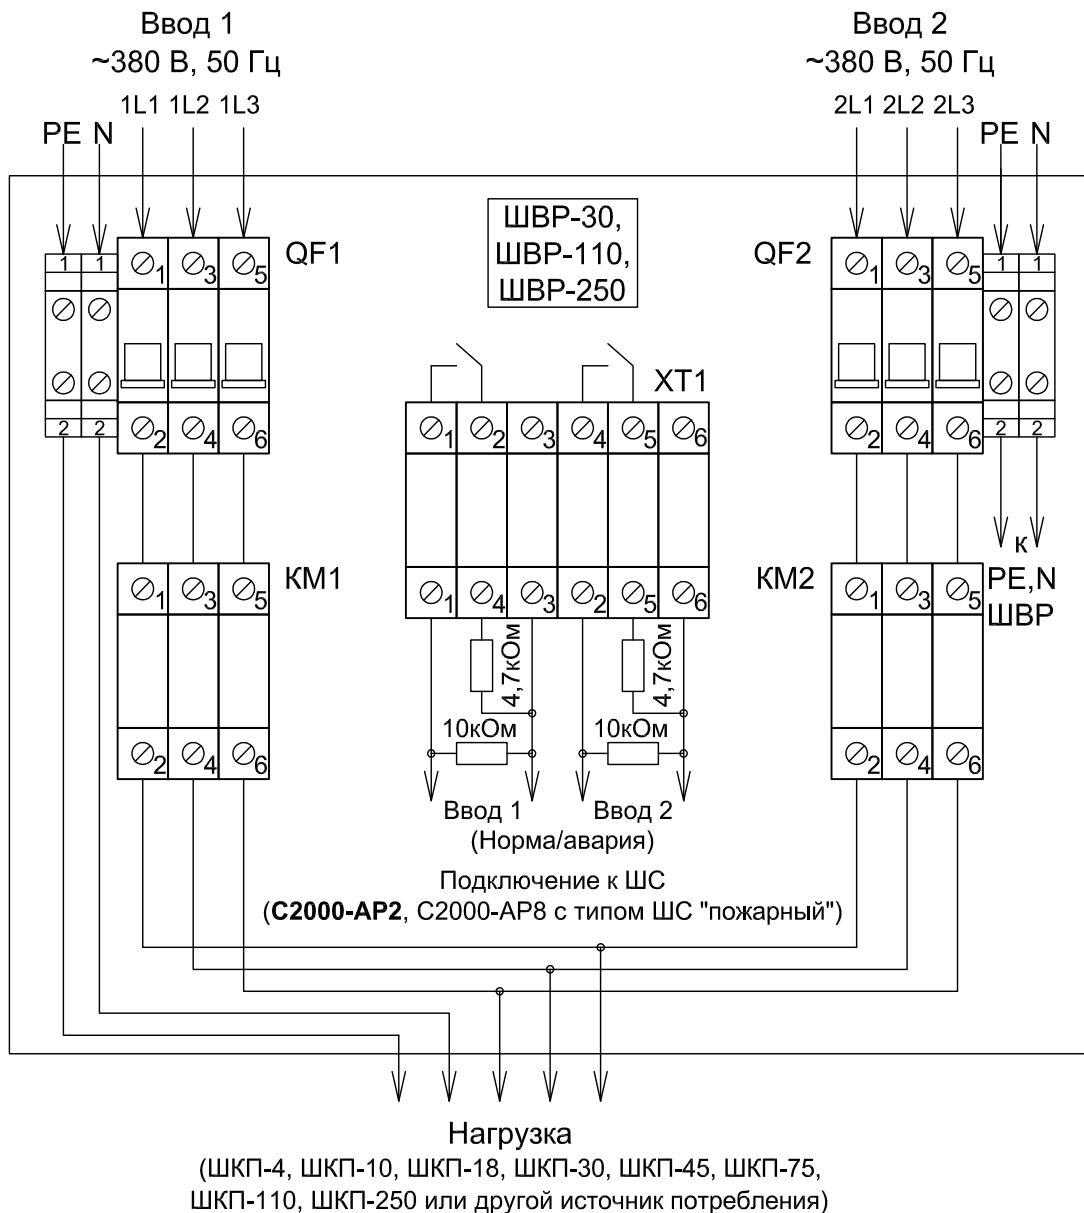 Ввод 1
~380 В, 50 Гц
1L1 1L2 1L3
PE N
Ввод 2
~380 В, 50 Гц
2L1 2L2 2L3
PE N
ШВР-30,
ШВР-110,
ШВР-250
1 1
1 3 5
QF1
2 2
2 4 6
QF2
1 3 5
1 1
2 4 6
2 2
XT1
1 2 3 4 5 6
1 4 3 2 5 6
KM1
1 3 5
2 4 6
KM2
1 3 5
2 4 6
к
PE,N
ШВР
4,7кОм
10кОм
4,7кОм
10кОм
Ввод 1
Ввод 2
(Норма/авария)
Подключение к ШС
(С2000-АР2, С2000-АР8 с типом ШС "пожарный")
Нагрузка
(ШКП-4, ШКП-10, ШКП-18, ШКП-30, ШКП-45, ШКП-75,
ШКП-110, ШКП-250 или другой источник потребления)